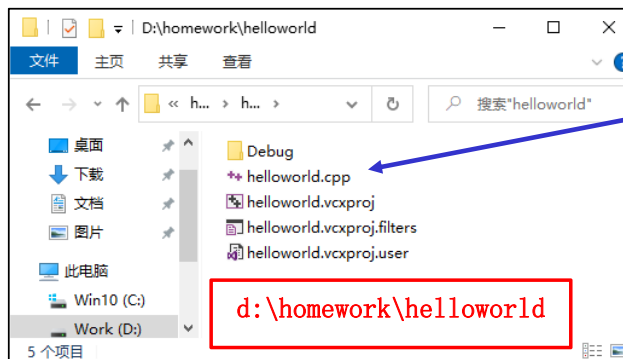 D:\homework\helloworld
文件 主页 共享 查看
« h... › h... › 搜索"helloworld"
桌面
下载
文档
图片
此电脑
Win10 (C:)
Work (D:)
Debug
helloworld.cpp
helloworld.vcxproj
helloworld.vcxproj.filters
helloworld.vcxproj.user
d:\homework\helloworld
5 个项目